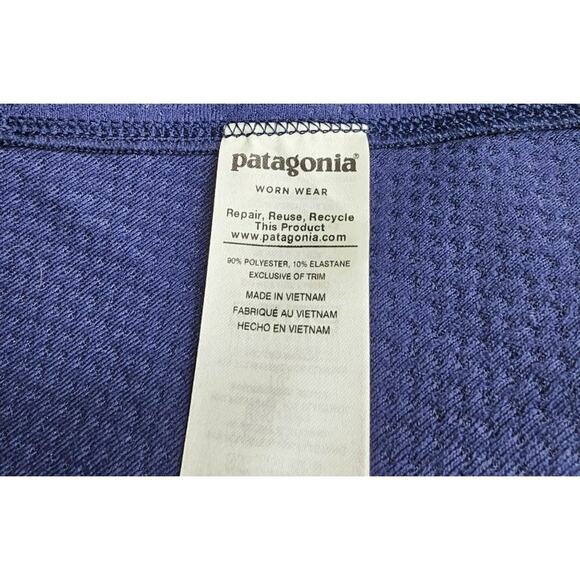 patagonia®
WORN WEAR
Repair, Reuse, Recycle
This Product
www.patagonia.com
90% POLYESTER, 10% ELASTANE
EXCLUSIVE OF TRIM
MADE IN VIETNAM
FABRIQUÉ AU VIETNAM
HECHO EN VIETNAM